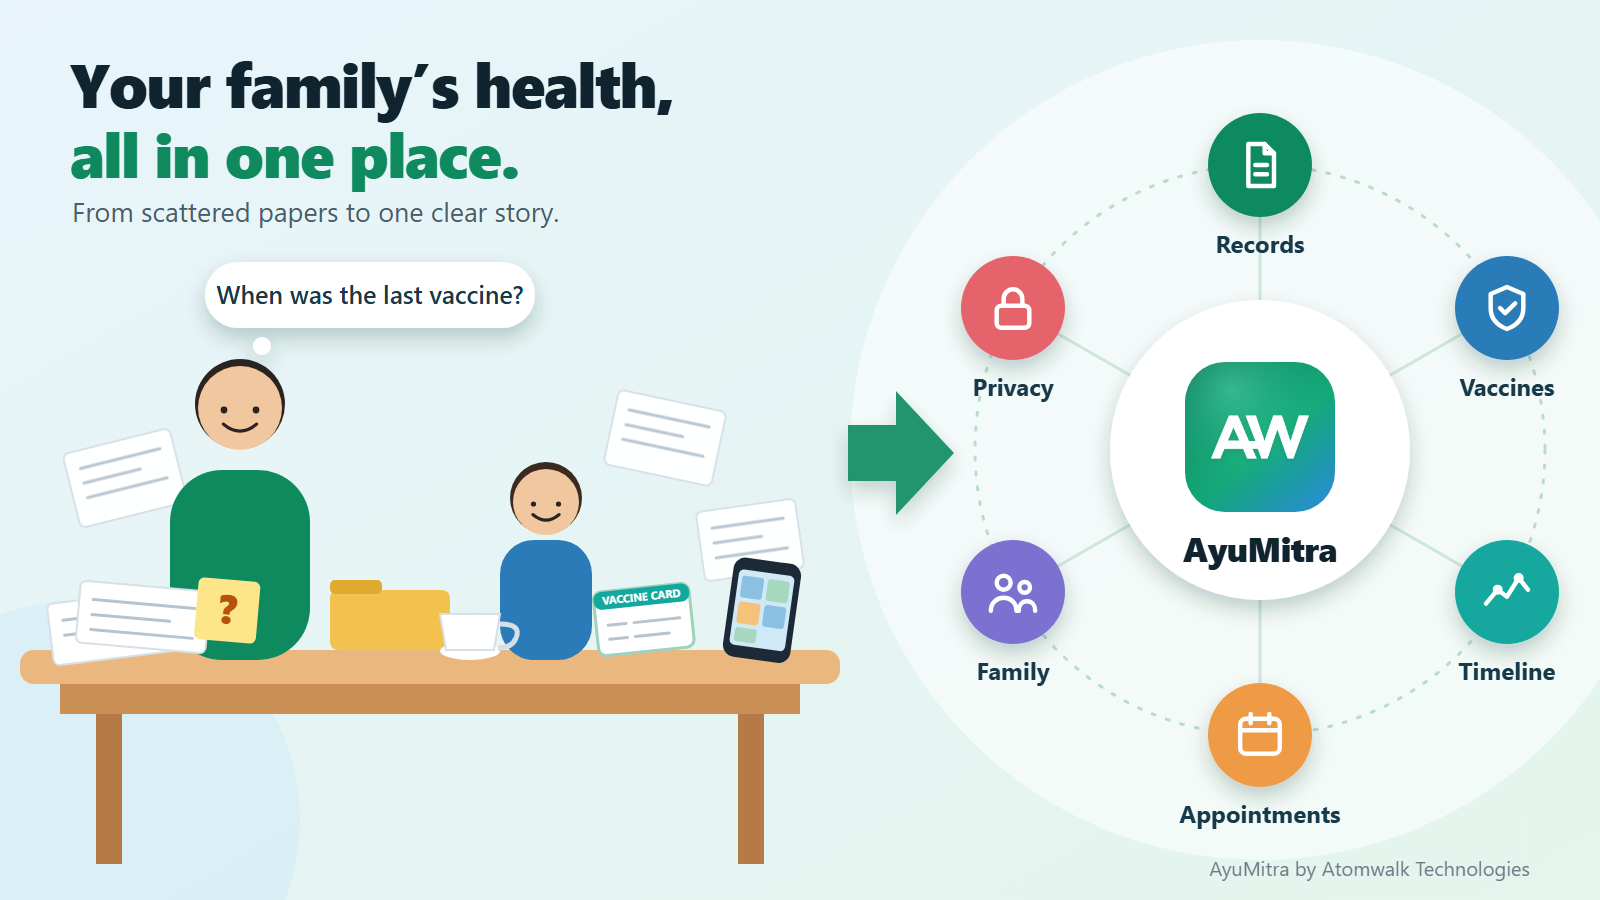 Your family′s health,
all in one place.
From scattered papers to one clear story.
When was the last vaccine?
?
VACCINE CARD
Records
Privacy
Vaccines
AW
AyuMitra
Family
Timeline
Appointments
AyuMitra by Atomwalk Technologies